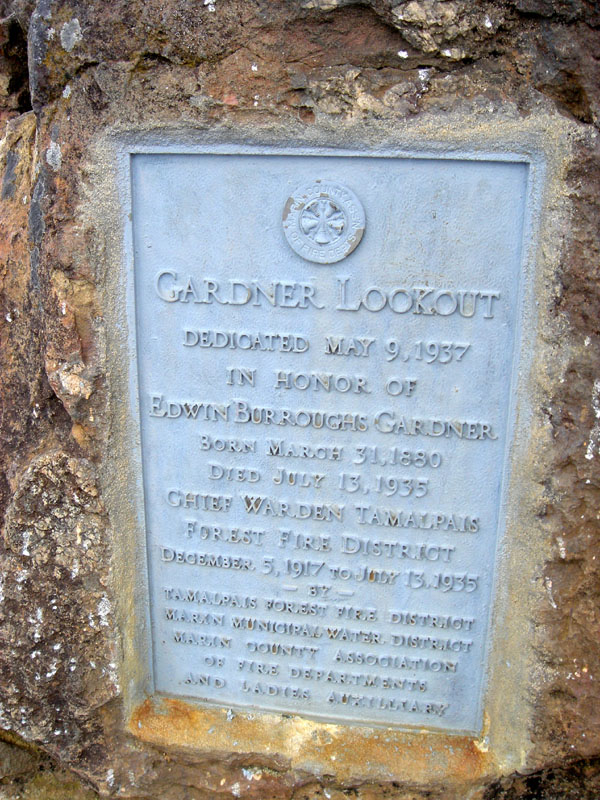 GARDNER LOOKOUT
DEDICATED MAY 9, 1937
IN HONOR OF
EDWIN BURROUGHS GARDNER
BORN MARCH 31, 1880
DIED JULY 13, 1935
CHIEF WARDEN TAMALPAIS
FOREST FIRE DISTRICT
DECEMBER 5, 1917 TO JULY 13, 1935
— BY —
TAMALPAIS FOREST FIRE DISTRICT
MARIN MUNICIPAL WATER DISTRICT
MARIN COUNTY ASSOCIATION
OF FIRE DEPARTMENTS
AND LADIES AUXILLIARY